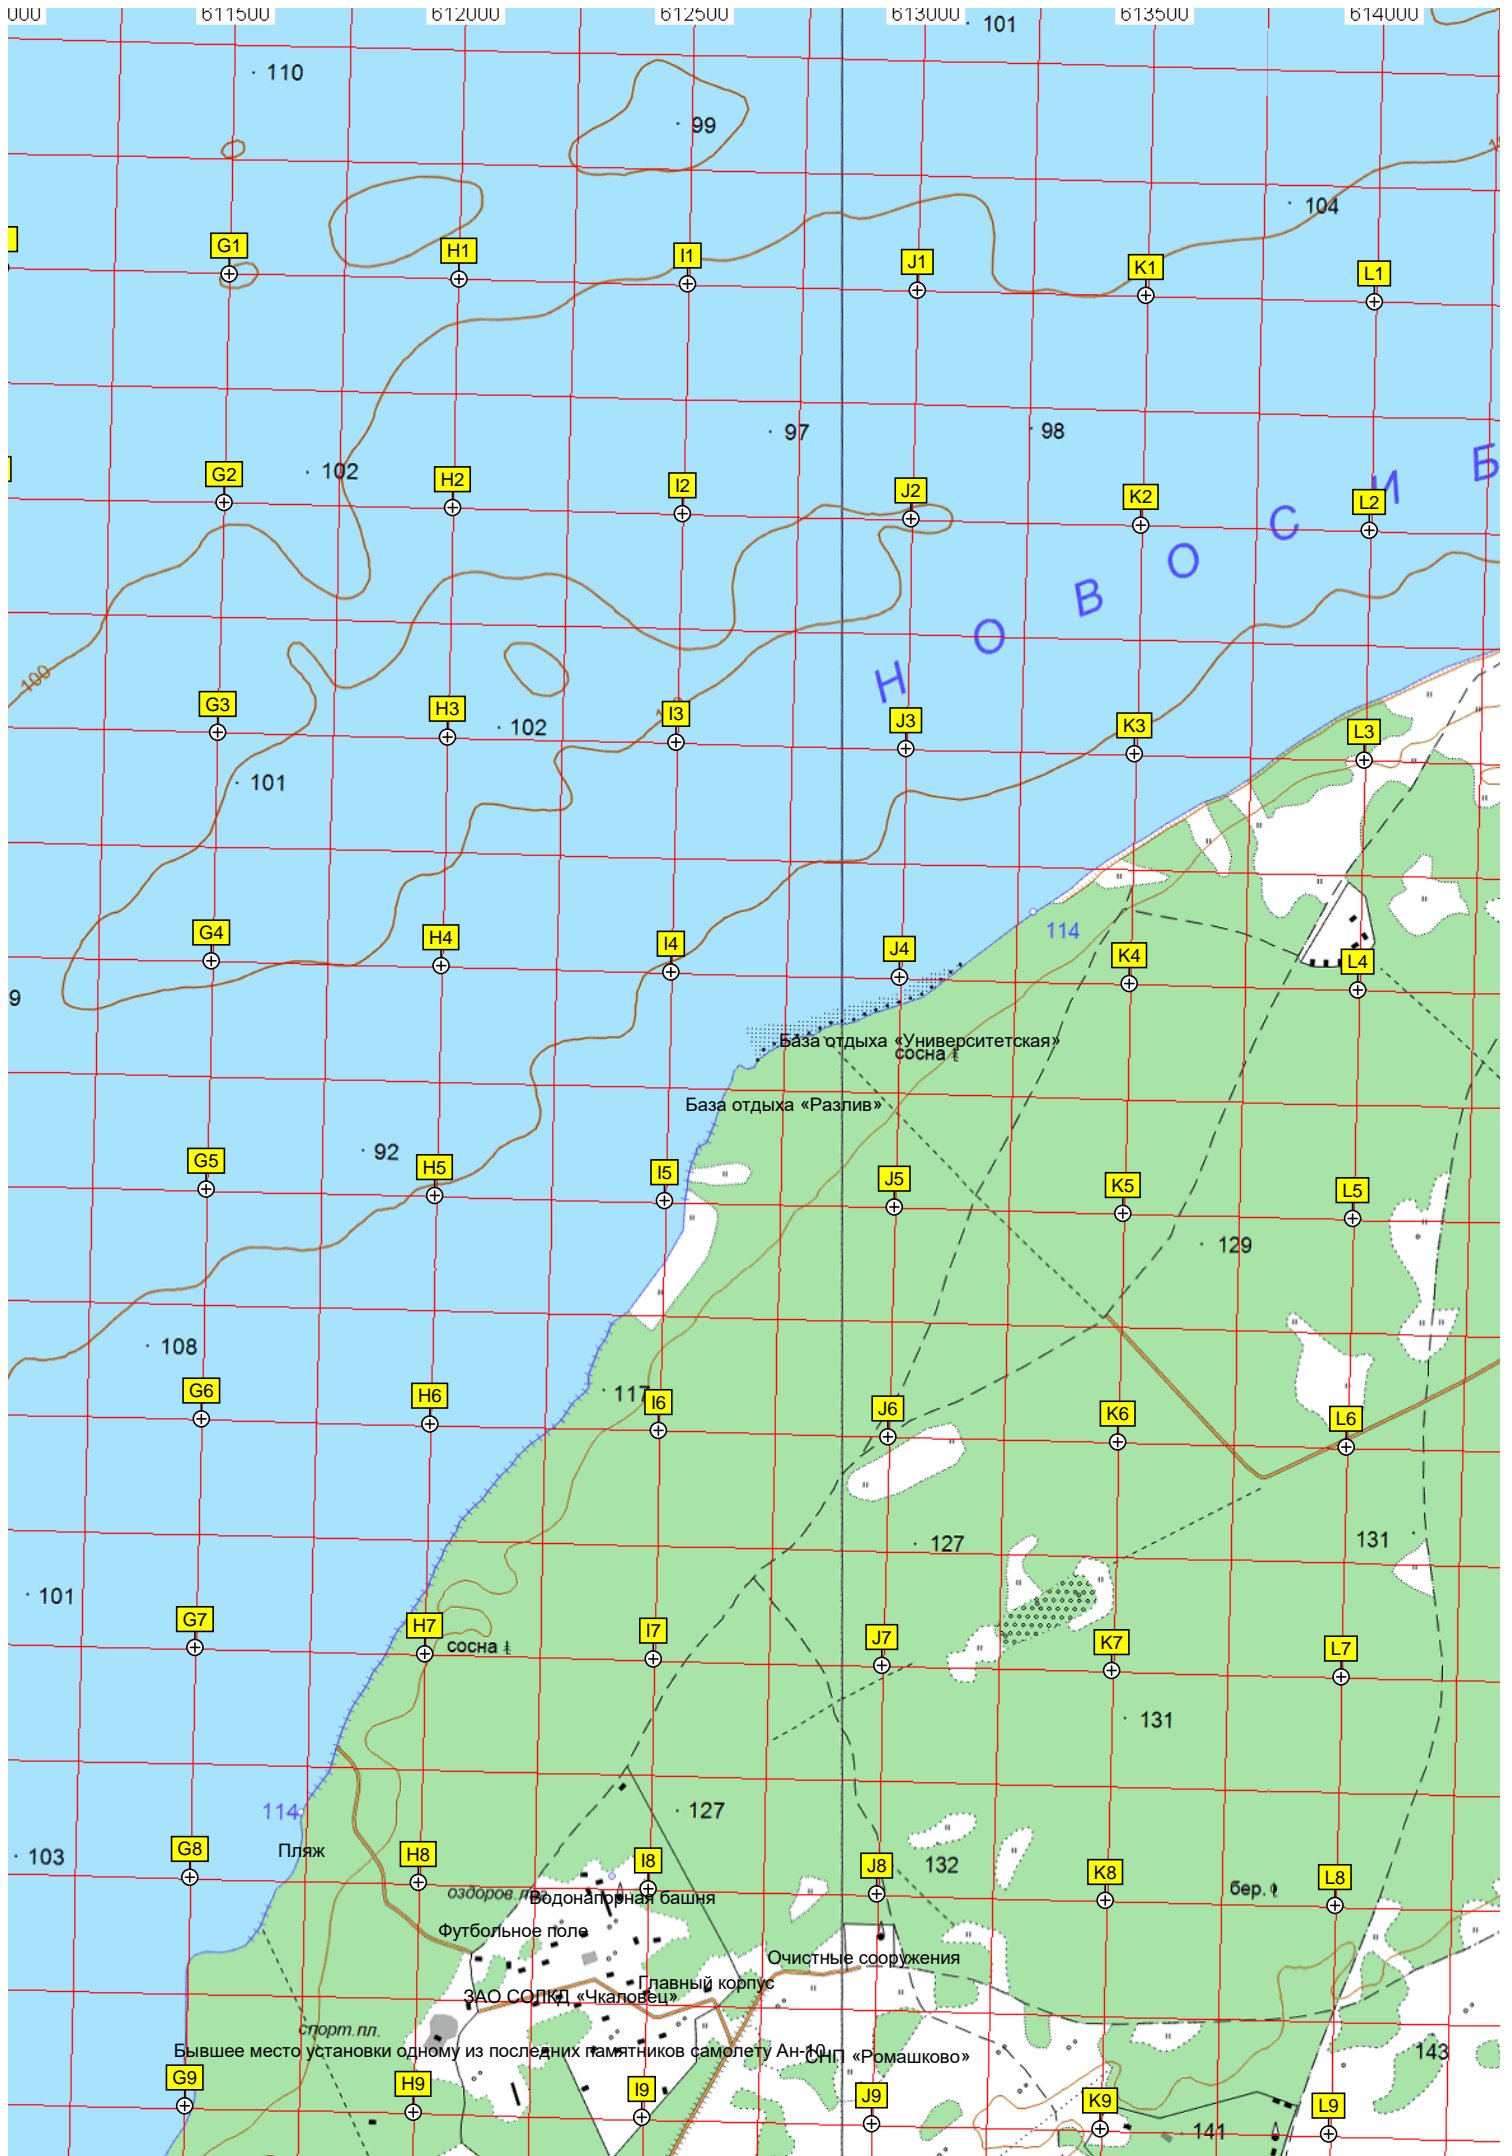 000 611500 612000 612500 613000 613500 614000
101
110
99
104
G1 H1 I1 J1 K1 L1
97 98
102
G2 H2 I2 J2 K2 L2
Н О В О С И Б
100
G3 H3 I3 J3 K3 L3
102
101
114
G4 H4 I4 J4 K4 L4
9
База отдыха «Университетская»
сосна
База отдыха «Разлив»
92
G5 H5 I5 J5 K5 L5
129
108
117
G6 H6 I6 J6 K6 L6
127 131
101
G7 H7 I7 J7 K7 L7
сосна
131
114 127
Пляж
103
132
G8 H8 I8 J8 K8 L8
бер.
оздоров.
Водонапорная башня
Футбольное поле
Очистные сооружения
Главный корпус
ЗАО СОЛКД «Чкаловец»
спорт.пл.
Бывшее место установки одному из последних памятников самолету Ан-10
СНП «Ромашково»
143
G9 H9 I9 J9 K9 L9
141